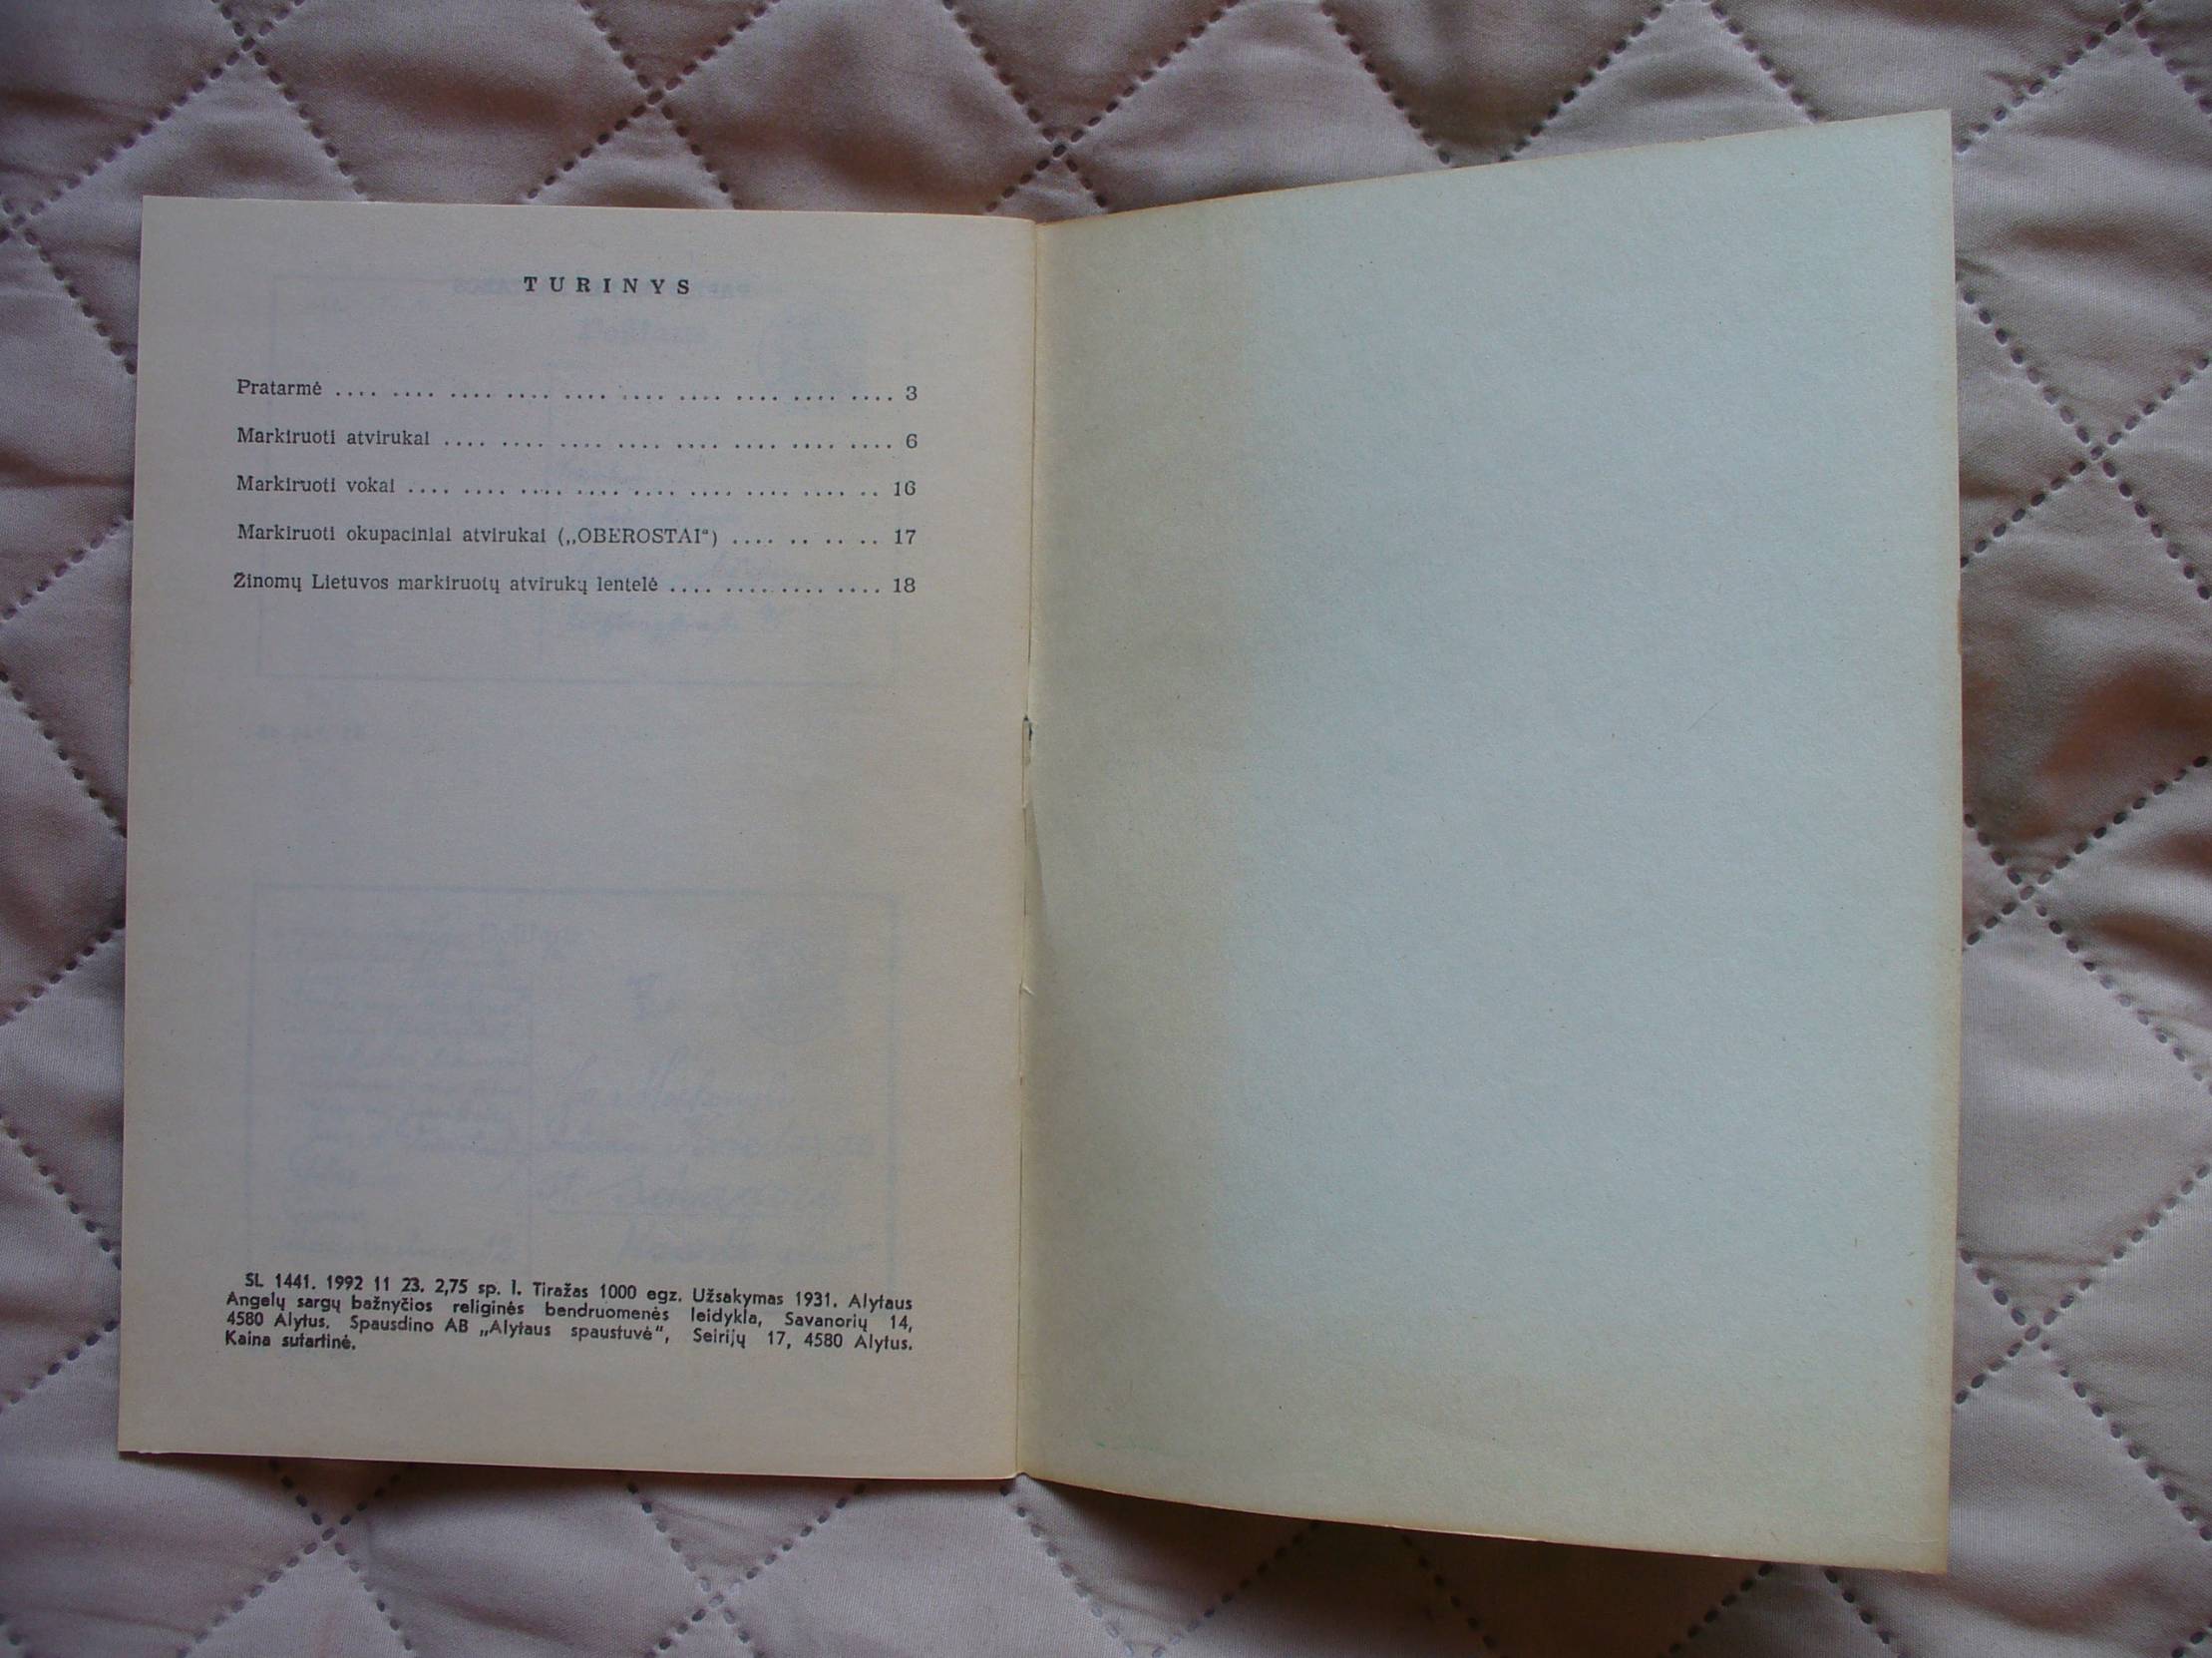 TURINYS
Pratarmė .... .... .... .... .... .... .... .... .... .... 3
Markiruoti atvirukai .... .... .... .... .... .... .... .... 6
Markiruoti vokai .... .... .... .... .... .... .... .... .. 16
Markiruoti okupaciniai atvirukai („OBEROSTAI“) .... .. .. .. 17
Žinomų Lietuvos markiruotų atvirukų lentelė .... .... .... .... 18
SL 1441. 1992 11 23. 2,75 sp. l. Tiražas 1000 egz. Užsakymas 1931. Alytaus
Angelų sargų bažnyčios religinės bendruomenės leidykla, Savanorių 14,
4580 Alytus. Spausdino AB „Alytaus spaustuvė“, Seirijų 17, 4580 Alytus.
Kaina sutartinė.